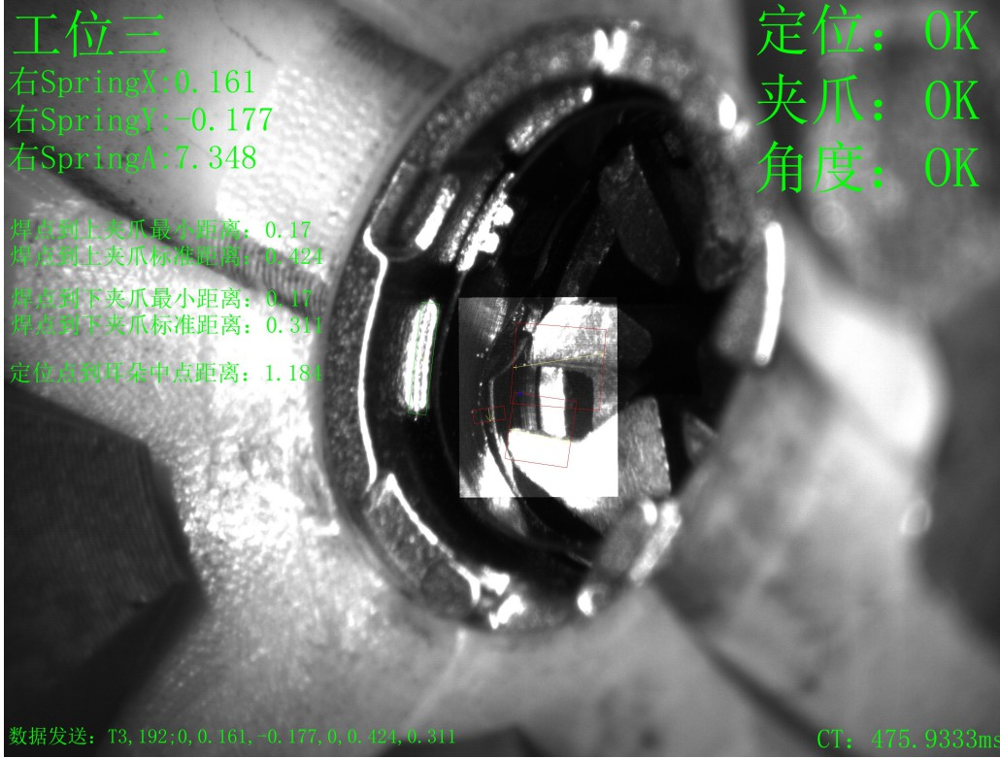 工位三
右SpringX:0.161
右SpringY:-0.177
右SpringA:7.348
定位：OK
夹爪：OK
角度：OK
焊点到上夹爪最小距离：0.17
焊点到上夹爪标准距离：0.424
焊点到下夹爪最小距离：0.17
焊点到下夹爪标准距离：0.311
定位点到耳朵中点距离：1.184
数据发送：T3,192;0,0.161,-0.177,0,0.424,0.311
CT：475.9333ms